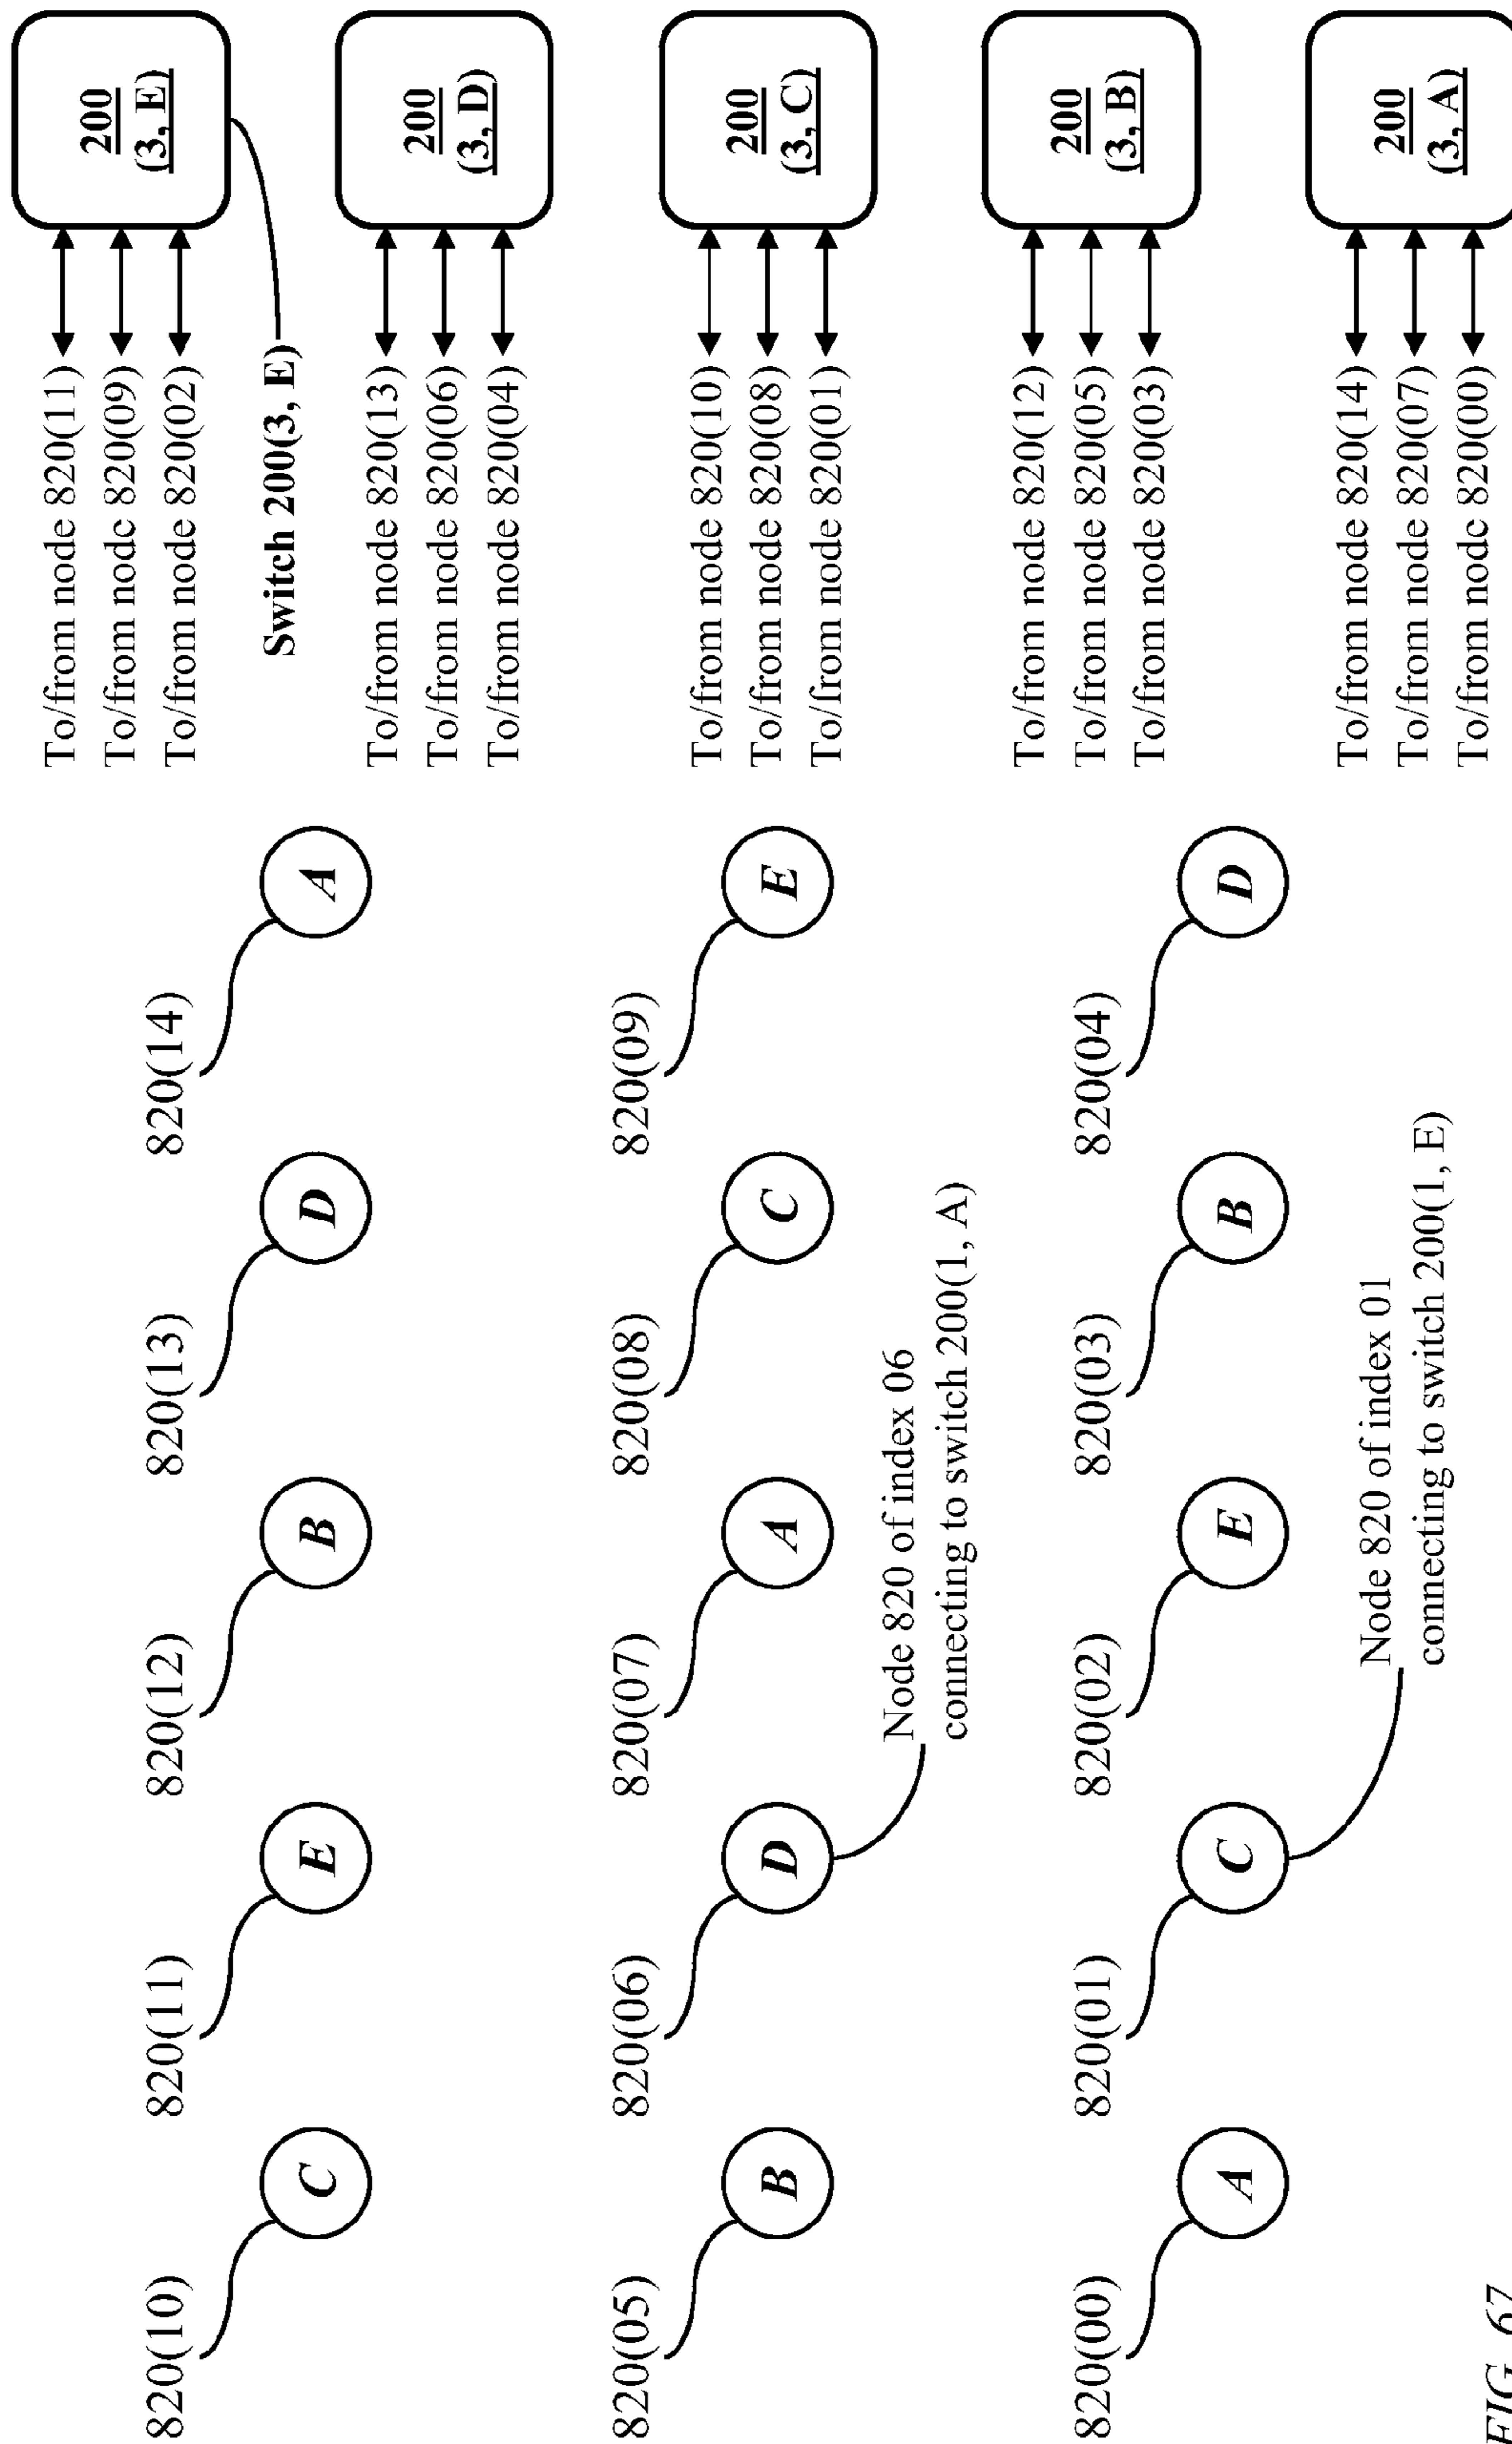 820(10) 820(11) 820(12) 820(13) 820(14)
C E B D A
820(05) 820(06) 820(07) 820(08) 820(09)
B D A C E
Node 820 of index 06
connecting to switch 200(1, A)
820(00) 820(01) 820(02) 820(03) 820(04)
A C E B D
Node 820 of index 01
connecting to switch 200(1, E)
To/from node 820(11)
To/from node 820(09)
To/from node 820(02)
200
(3, E)
Switch 200(3, E)
To/from node 820(13)
To/from node 820(06)
To/from node 820(04)
200
(3, D)
To/from node 820(10)
To/from node 820(08)
To/from node 820(01)
200
(3, C)
To/from node 820(12)
To/from node 820(05)
To/from node 820(03)
200
(3, B)
To/from node 820(14)
To/from node 820(07)
To/from node 820(00)
200
(3, A)
FIG. 67